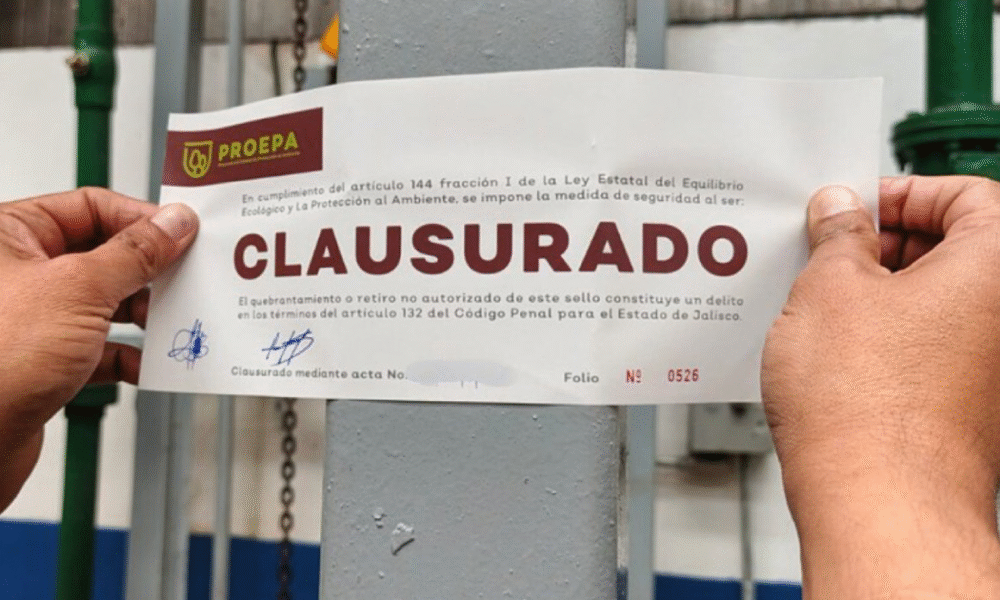 PROEPA
En cumplimiento del artículo 144 fracción I de la Ley Estatal del Equilibrio
Ecológico y La Protección al Ambiente, se impone la medida de seguridad al ser:
CLAUSURADO
El quebrantamiento o retiro no autorizado de este sello constituye un delito
en los términos del artículo 132 del Código Penal para el Estado de Jalisco.
Clausurado mediante acta No.
Folio Nº 0526